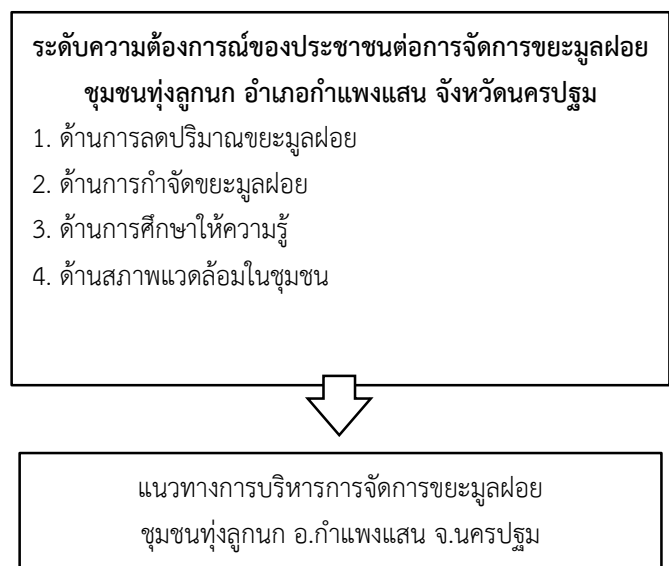 ระดับความต้องการณ์ของประชาชนต่อการจัดการขยะมูลฝอย
ชุมชนทุ่งลูกนก อำเภอกำแพงแสน จังหวัดนครปฐม
1. ด้านการลดปริมาณขยะมูลฝอย
2. ด้านการกำจัดขยะมูลฝอย
3. ด้านการศึกษาให้ความรู้
4. ด้านสภาพแวดล้อมในชุมชน
แนวทางการบริหารการจัดการขยะมูลฝอย
ชุมชนทุ่งลูกนก อ.กำแพงแสน จ.นครปฐม